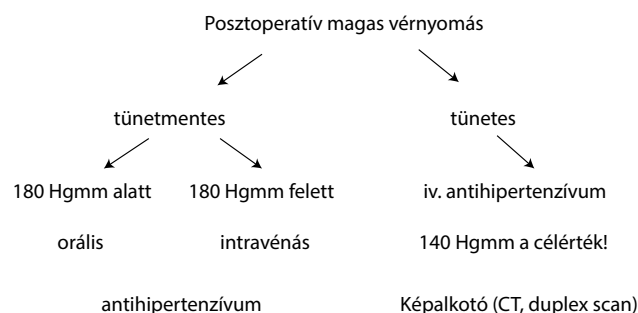 Posztoperatív magas vérnyomás
tünetmentes
tünetes
180 Hgmm alatt
180 Hgmm felett
iv. antihipertenzívum
orális
intravénás
140 Hgmm a célérték!
antihipertenzívum
Képalkotó (CT, duplex scan)